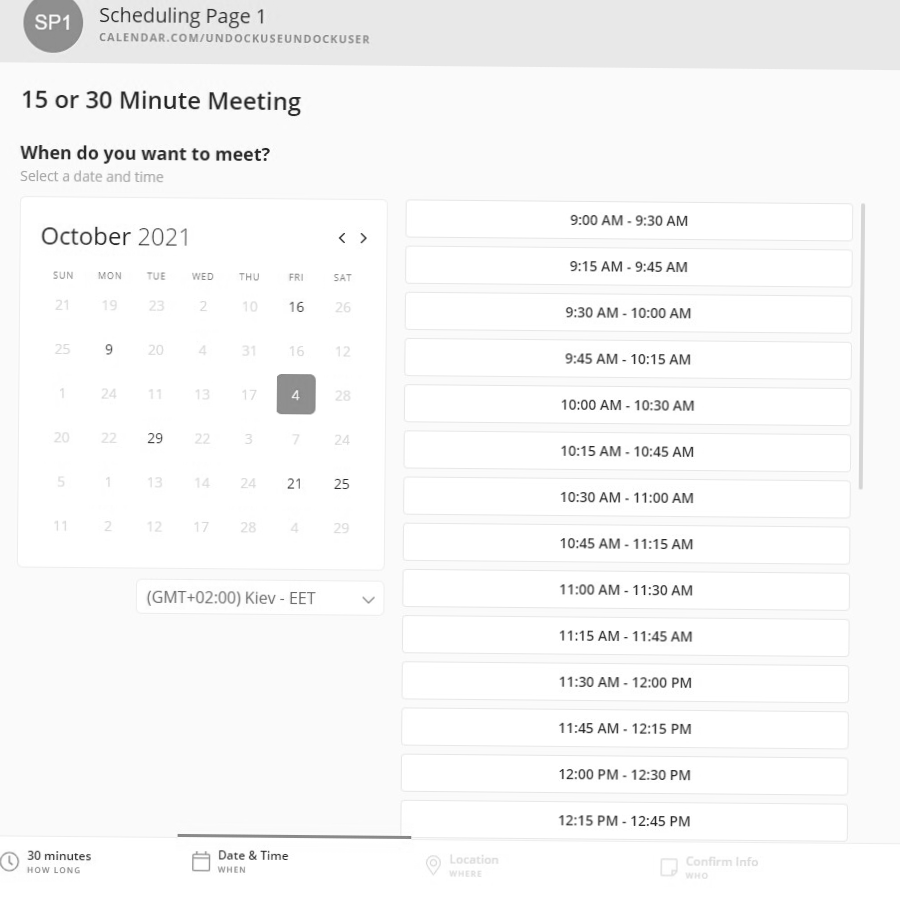 SP1
Scheduling Page 1
CALENDAR.COM/UNDOCKUSEUNDOCKUSER
15 or 30 Minute Meeting
When do you want to meet?
Select a date and time
October 2021
SUN MON TUE WED THU FRI SAT
21 19 23 2 10 16 26
25 9 20 4 31 16 12
1 24 11 13 17 4 28
20 22 29 22 3 7 24
5 1 13 14 24 21 25
11 2 12 17 28 4 29
(GMT+02:00) Kiev - EET
9:00 AM - 9:30 AM
9:15 AM - 9:45 AM
9:30 AM - 10:00 AM
9:45 AM - 10:15 AM
10:00 AM - 10:30 AM
10:15 AM - 10:45 AM
10:30 AM - 11:00 AM
10:45 AM - 11:15 AM
11:00 AM - 11:30 AM
11:15 AM - 11:45 AM
11:30 AM - 12:00 PM
11:45 AM - 12:15 PM
12:00 PM - 12:30 PM
12:15 PM - 12:45 PM
30 minutes
HOW LONG
Date & Time
WHEN
Location
WHERE
Confirm Info
WHO